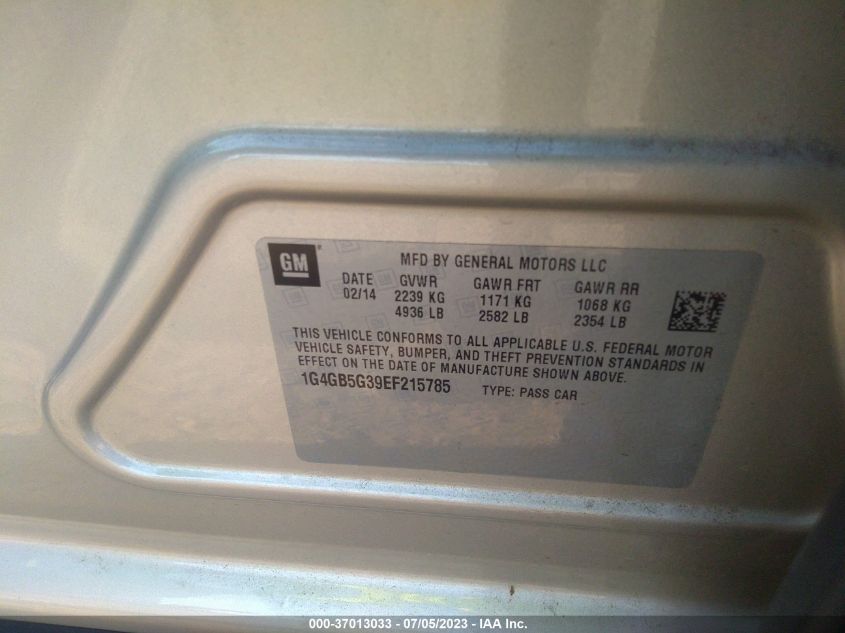 GM ®
MFD BY GENERAL MOTORS LLC
DATE GVWR GAWR FRT GAWR RR
02/14 2239 KG 1171 KG 1068 KG
4936 LB 2582 LB 2354 LB
THIS VEHICLE CONFORMS TO ALL APPLICABLE U.S. FEDERAL MOTOR
VEHICLE SAFETY, BUMPER, AND THEFT PREVENTION STANDARDS IN
EFFECT ON THE DATE OF MANUFACTURE SHOWN ABOVE.
1G4GB5G39EF215785 TYPE: PASS CAR
000-37013033 - 07/05/2023 - IAA Inc.